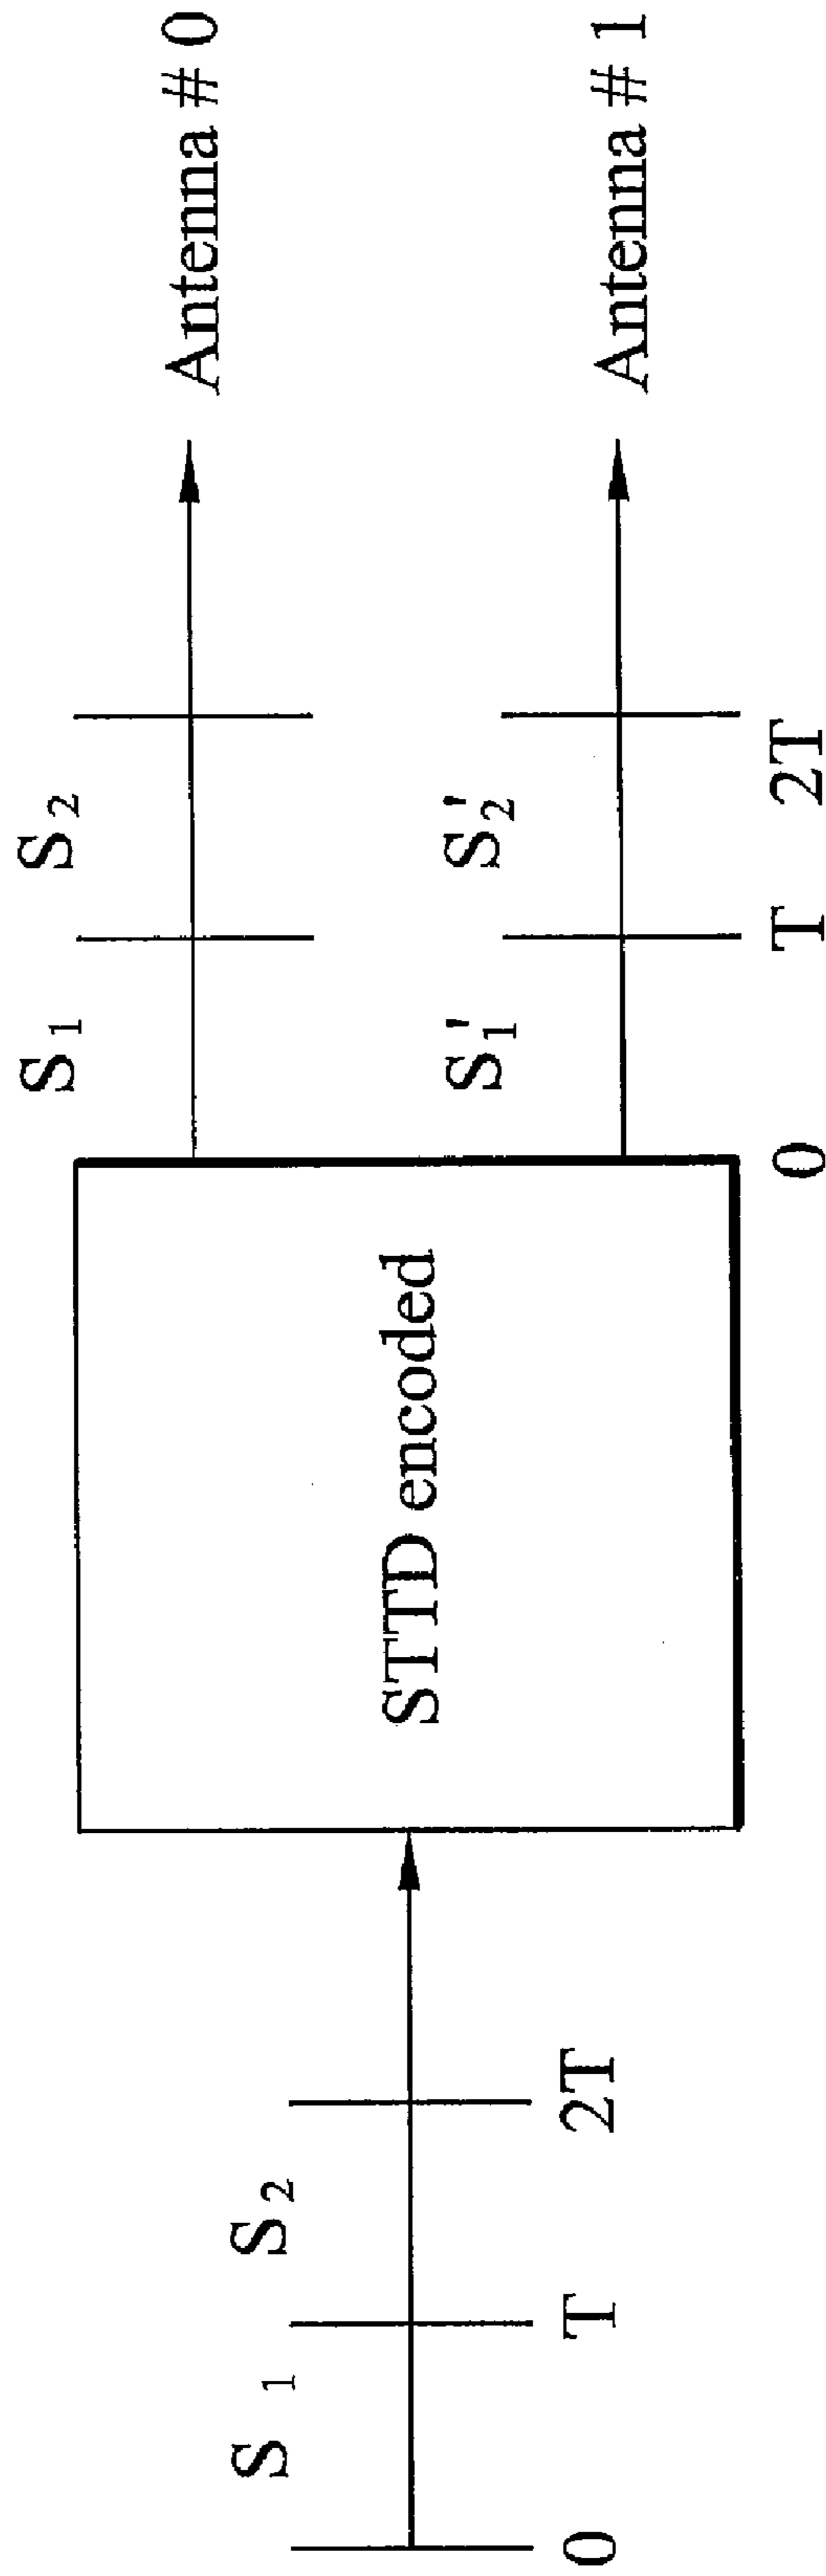 S₁ S₂ Antenna # 0
S₁ S₂
STTD encoded
S₁' S₂' Antenna # 1
0 T 2T
0 T 2T